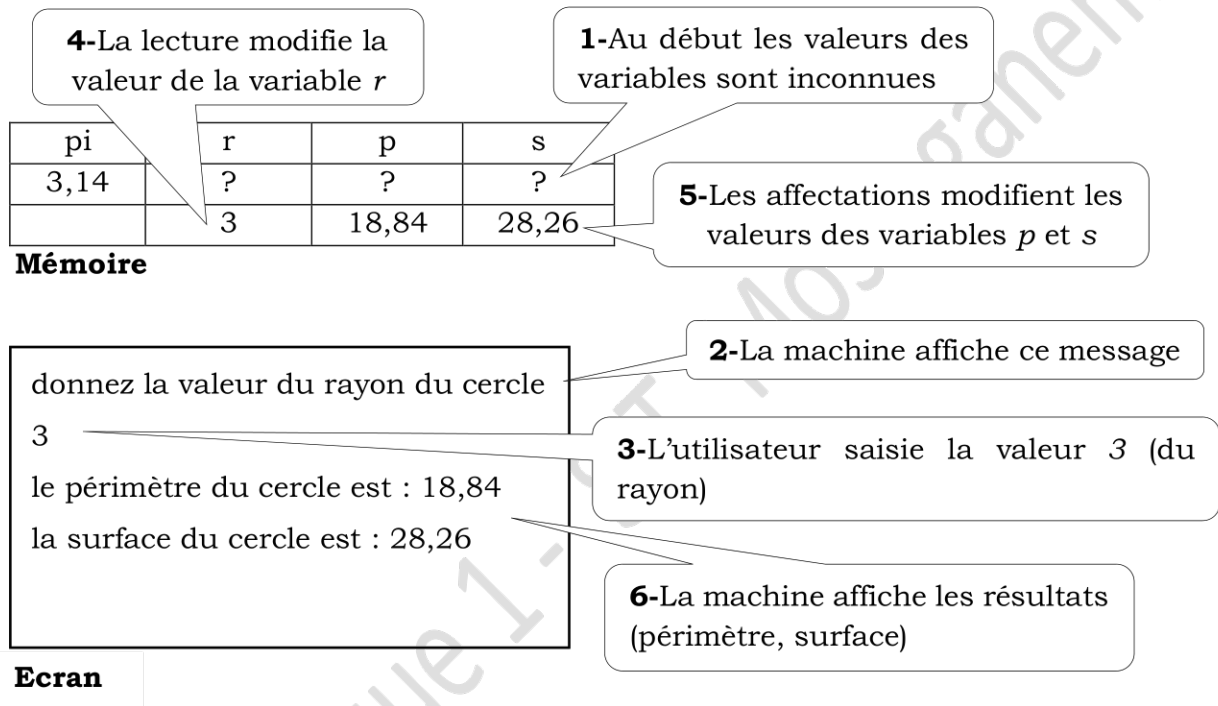 4-La lecture modifie la
valeur de la variable r
1-Au début les valeurs des
variables sont inconnues
pi r p s
3,14 ? ? ?
3 18,84 28,26
5-Les affectations modifient les
valeurs des variables p et s
Mémoire
2-La machine affiche ce message
donnez la valeur du rayon du cercle
3
3-L'utilisateur saisie la valeur 3 (du
rayon)
le périmètre du cercle est : 18,84
la surface du cercle est : 28,26
6-La machine affiche les résultats
(périmètre, surface)
Ecran